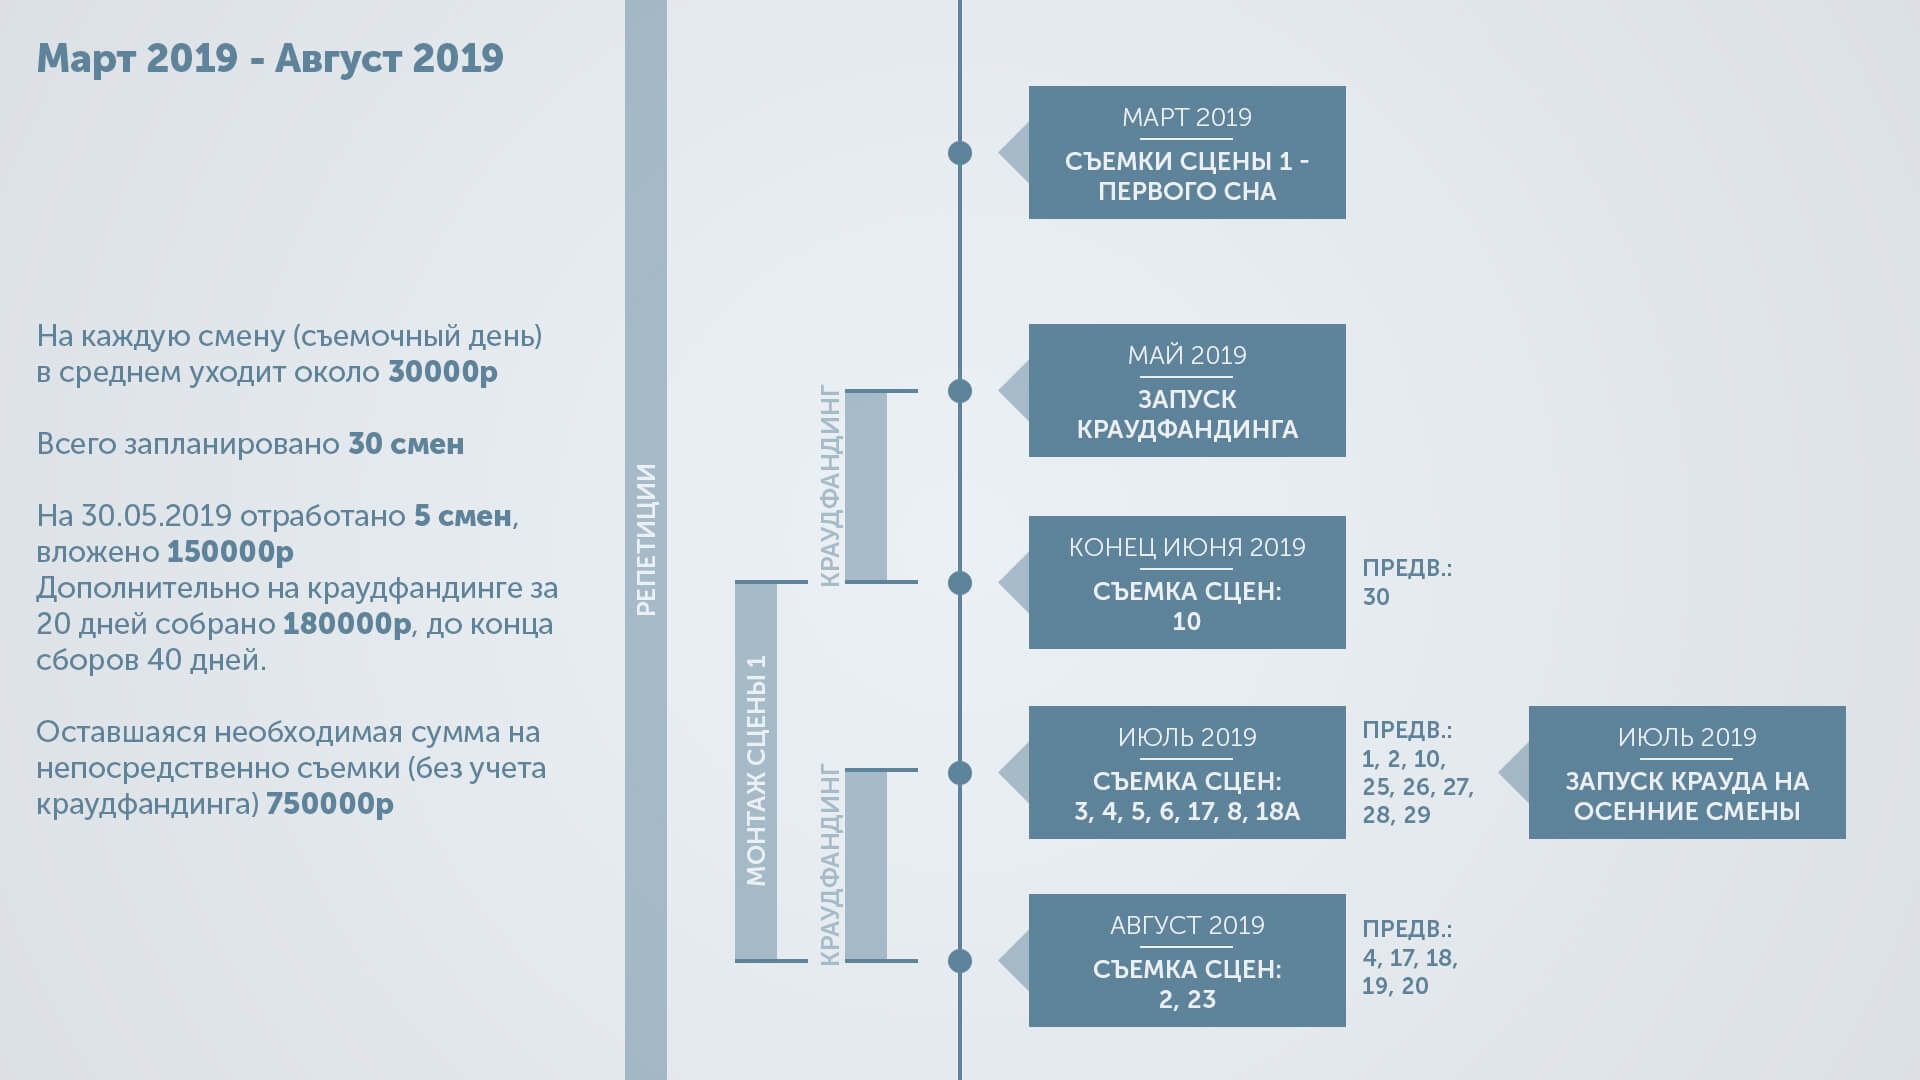 Март 2019 - Август 2019
На каждую смену (съемочный день)
в среднем уходит около 30000р
Всего запланировано 30 смен
На 30.05.2019 отработано 5 смен,
вложено 150000р
Дополнительно на краудфандинге за
20 дней собрано 180000р, до конца
сборов 40 дней.
Оставшаяся необходимая сумма на
непосредственно съемки (без учета
краудфандинга) 750000р
РЕПЕТИЦИИ
МОНТАЖ СЦЕНЫ 1
КРАУДФАНДИНГ
КРАУДФАНДИНГ
МАРТ 2019
СЪЕМКИ СЦЕНЫ 1 -
ПЕРВОГО СНА
МАЙ 2019
ЗАПУСК
КРАУДФАНДИНГА
КОНЕЦ ИЮНЯ 2019
СЪЕМКА СЦЕН:
10
ПРЕДВ.:
30
ИЮЛЬ 2019
СЪЕМКА СЦЕН:
3, 4, 5, 6, 17, 8, 18А
ПРЕДВ.:
1, 2, 10,
25, 26, 27,
28, 29
ИЮЛЬ 2019
ЗАПУСК КРАУДА НА
ОСЕННИЕ СМЕНЫ
АВГУСТ 2019
СЪЕМКА СЦЕН:
2, 23
ПРЕДВ.:
4, 17, 18,
19, 20